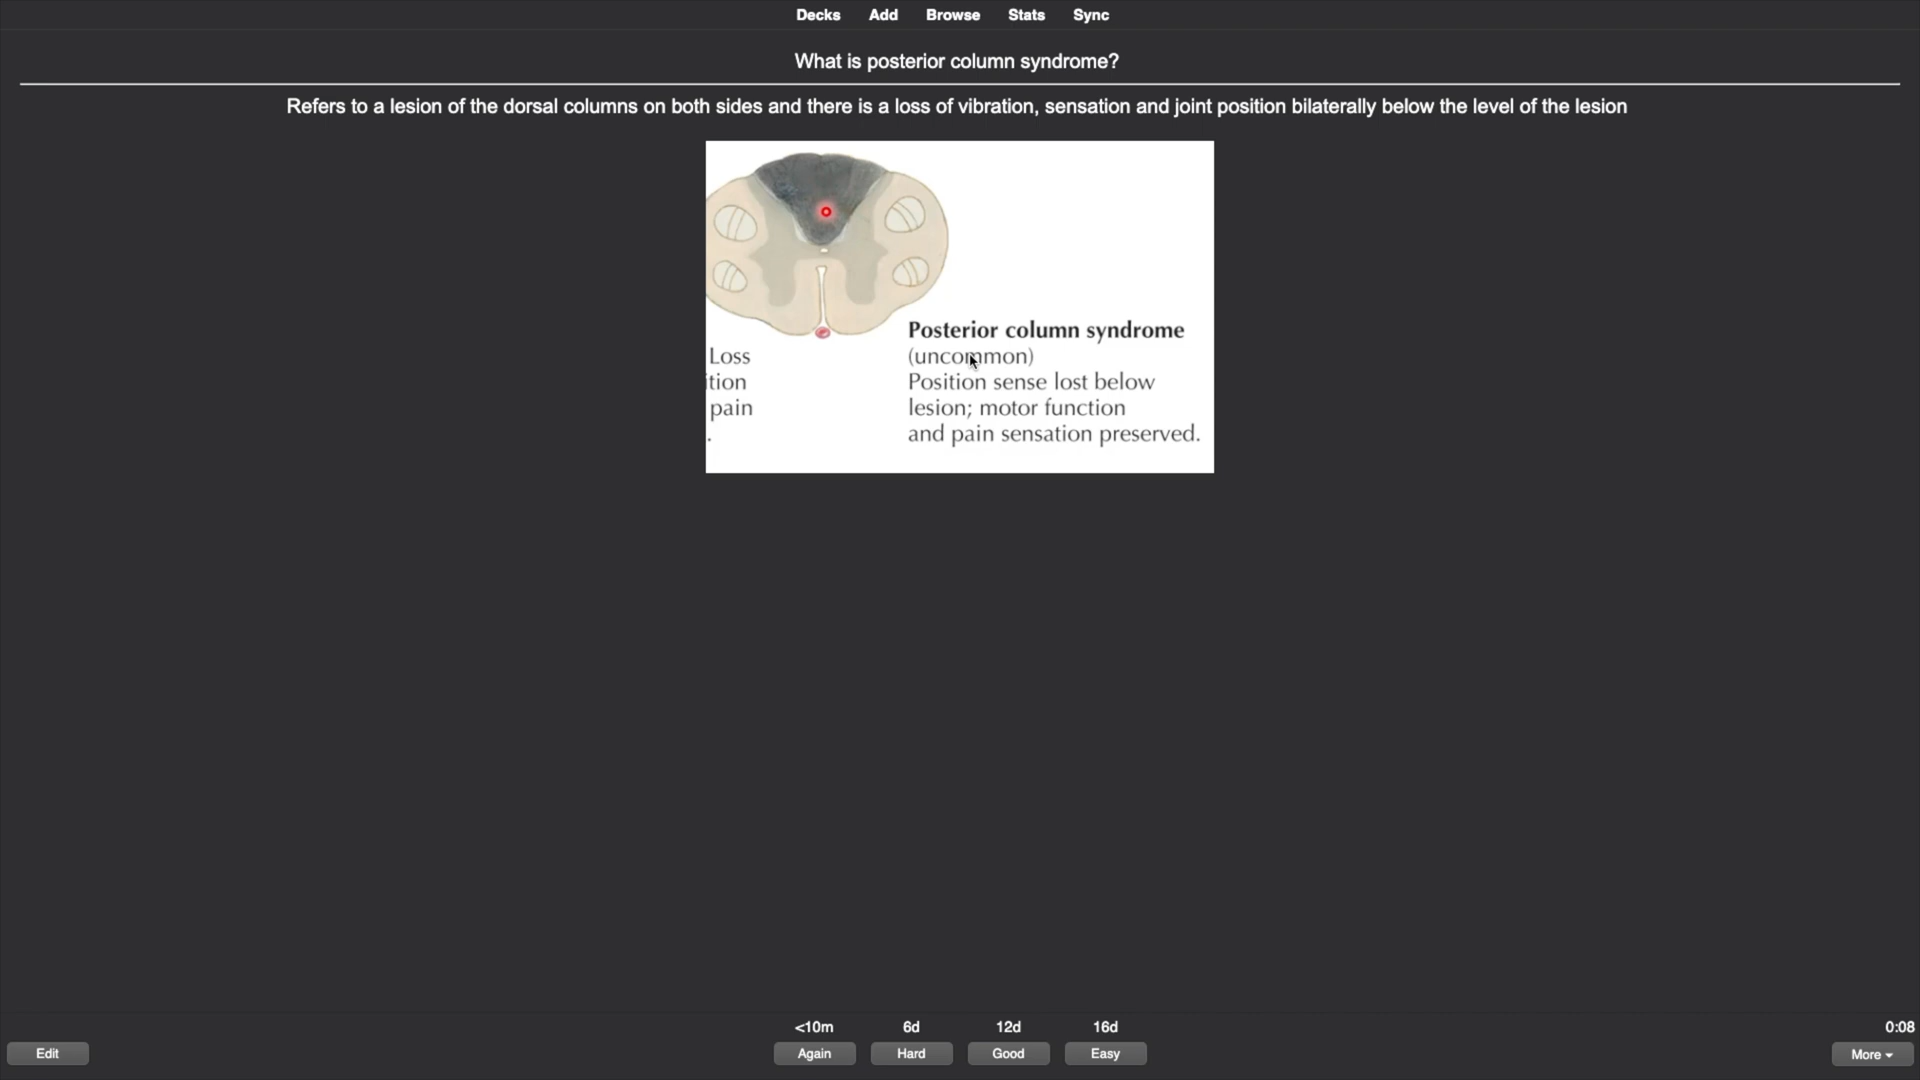 Decks Add Browse Stats Sync
What is posterior column syndrome?
Refers to a lesion of the dorsal columns on both sides and there is a loss of vibration, sensation and joint position bilaterally below the level of the lesion
Loss
ition
pain
.
Posterior column syndrome
(uncommon)
Position sense lost below
lesion; motor function
and pain sensation preserved.
<10m 6d 12d 16d 0:08
Edit Again Hard Good Easy More